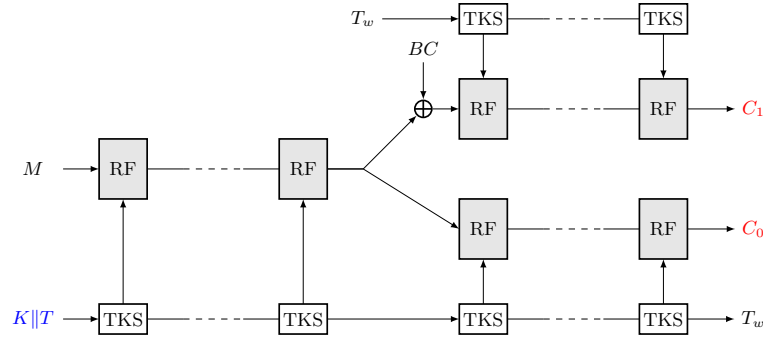 T_w TKS TKS
BC
RF RF C_1
M RF RF
RF RF C_0
K‖T TKS TKS TKS TKS T_w